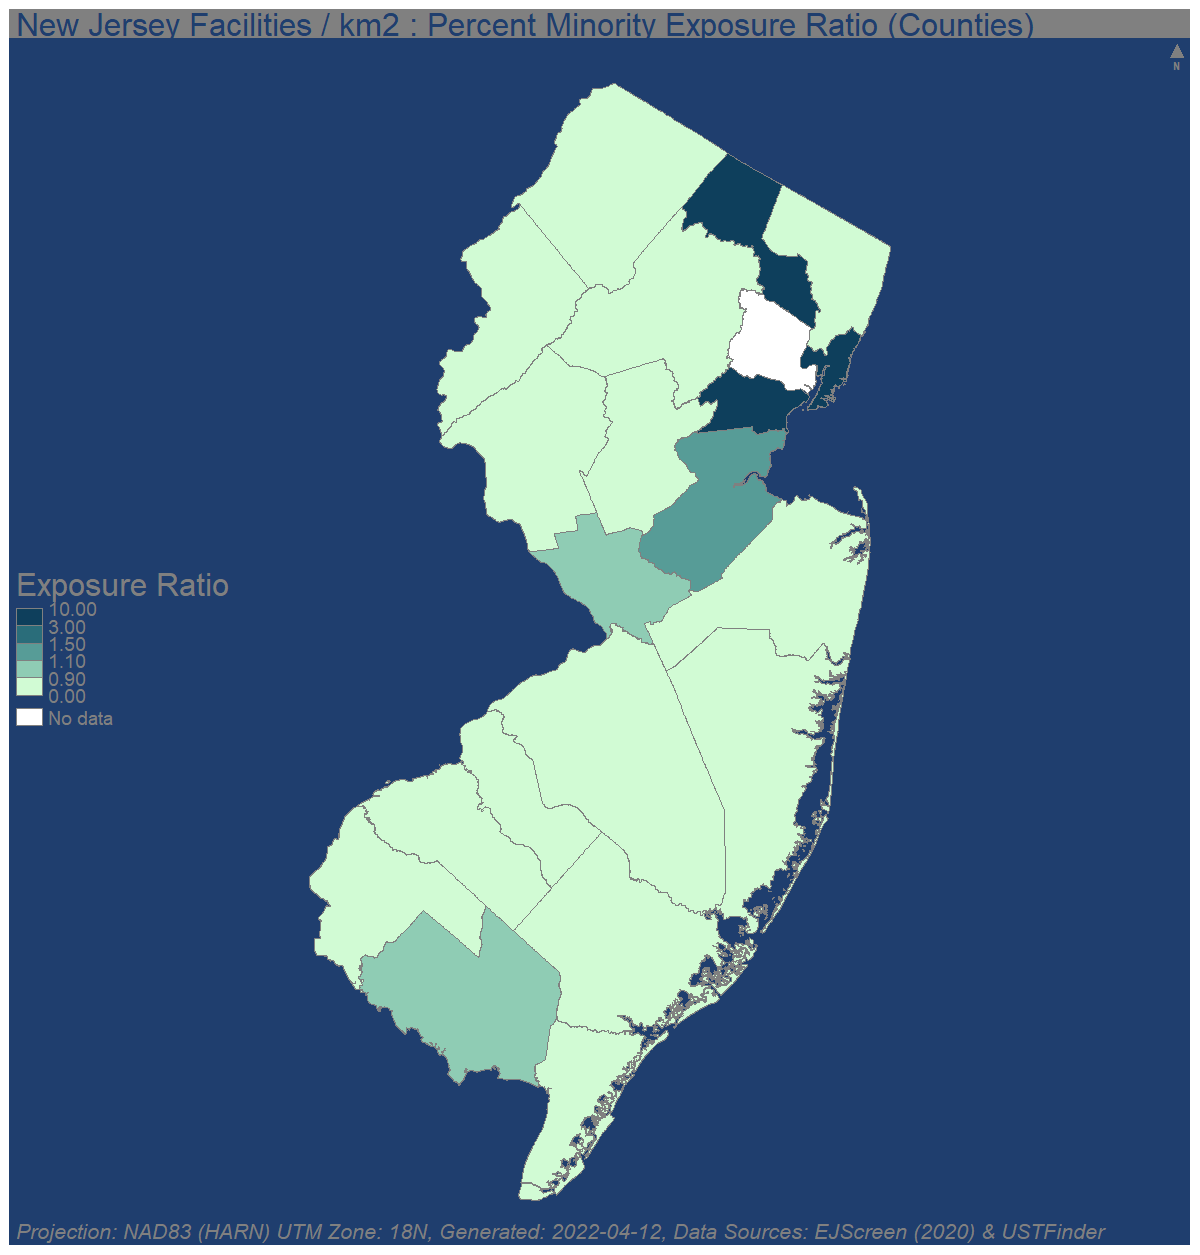 New Jersey Facilities / km2 : Percent Minority Exposure Ratio (Counties)
N
Exposure Ratio
10.00
3.00
1.50
1.10
0.90
0.00
No data
Projection: NAD83 (HARN) UTM Zone: 18N, Generated: 2022-04-12, Data Sources: EJScreen (2020) & USTFinder